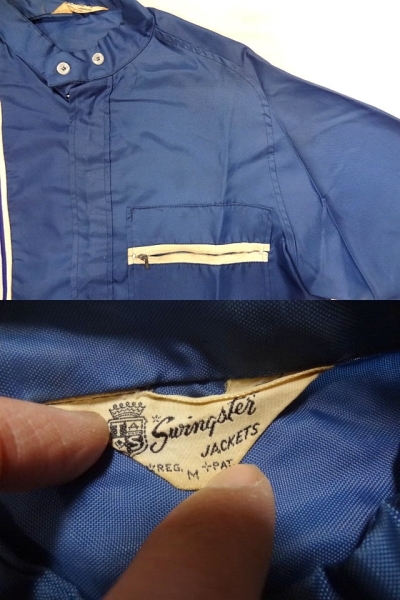 T S
Swingster
JACKETS
REG. M PAT